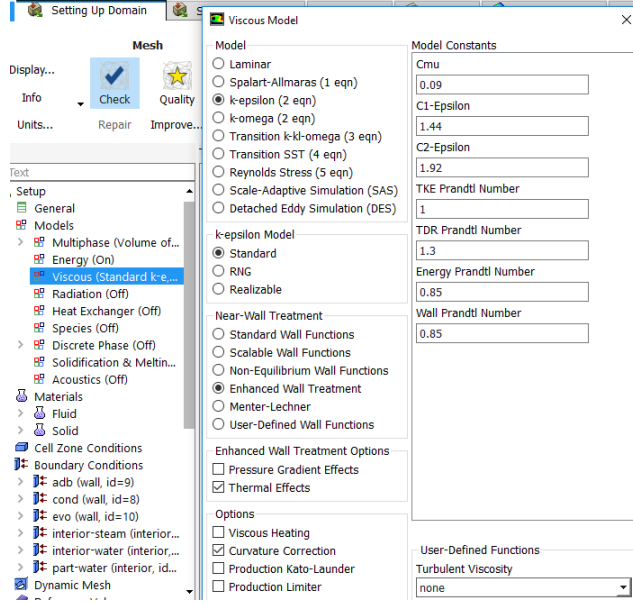 Setting Up Domain
S
Mesh
Display...
Info
Units...
Check
Repair
Quality
Improve...
Text
Setup
General
Models
Multiphase (Volume of...
Energy (On)
Viscous (Standard k-e,...
Radiation (Off)
Heat Exchanger (Off)
Species (Off)
Discrete Phase (Off)
Solidification & Meltin...
Acoustics (Off)
Materials
Fluid
Solid
Cell Zone Conditions
Boundary Conditions
adb (wall, id=9)
cond (wall, id=8)
evo (wall, id=10)
interior-steam (interior...
interior-water (interior,...
part-water (interior, id...
Dynamic Mesh
Viscous Model
Model
Laminar
Spalart-Allmaras (1 eqn)
k-epsilon (2 eqn)
k-omega (2 eqn)
Transition k-kl-omega (3 eqn)
Transition SST (4 eqn)
Reynolds Stress (5 eqn)
Scale-Adaptive Simulation (SAS)
Detached Eddy Simulation (DES)
k-epsilon Model
Standard
RNG
Realizable
Near-Wall Treatment
Standard Wall Functions
Scalable Wall Functions
Non-Equilibrium Wall Functions
Enhanced Wall Treatment
Menter-Lechner
User-Defined Wall Functions
Enhanced Wall Treatment Options
Pressure Gradient Effects
Thermal Effects
Options
Viscous Heating
Curvature Correction
Production Kato-Launder
Production Limiter
Model Constants
Cmu
0.09
C1-Epsilon
1.44
C2-Epsilon
1.92
TKE Prandtl Number
1
TDR Prandtl Number
1.3
Energy Prandtl Number
0.85
Wall Prandtl Number
0.85
User-Defined Functions
Turbulent Viscosity
none